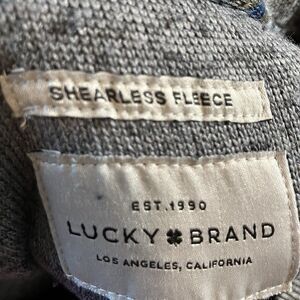 SHEARLESS FLEECE
EST.1990
LUCKY BRAND
LOS ANGELES, CALIFORNIA